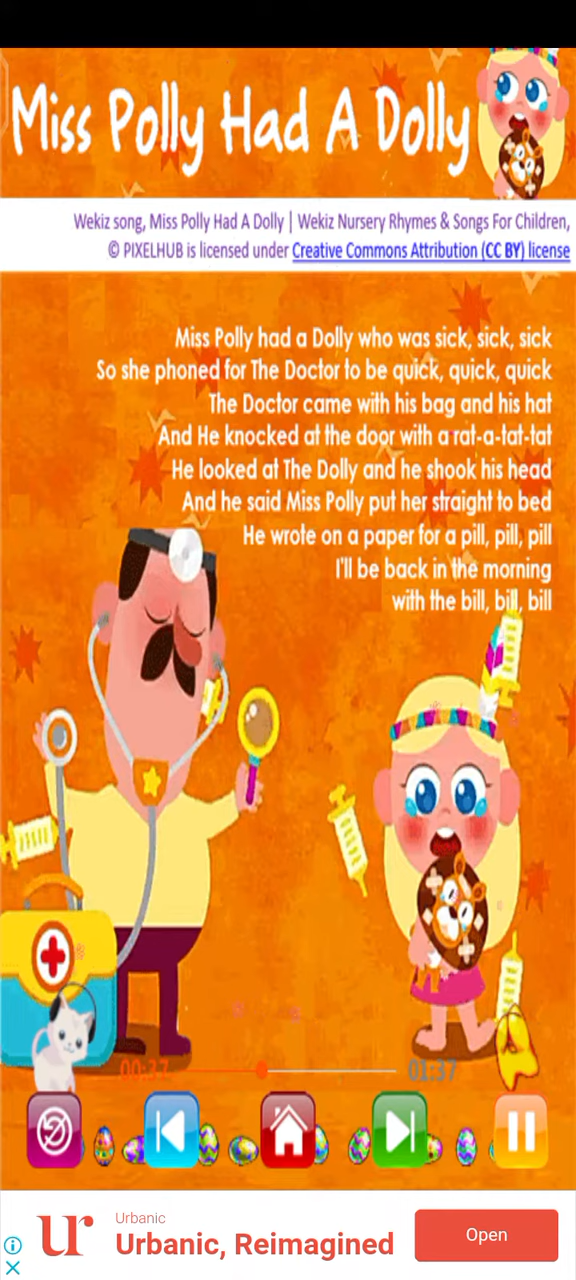 Miss Polly Had A Dolly
Wekiz song, Miss Polly Had A Dolly | Wekiz Nursery Rhymes & Songs For Children,
© PIXELHUB is licensed under Creative Commons Attribution (CC BY) license
Miss Polly had a Dolly who was sick, sick, sick
So she phoned for The Doctor to be quick, quick, quick
The Doctor came with his bag and his hat
And He knocked at the door with a rat-a-tat-tat
He looked at The Dolly and he shook his head
And he said Miss Polly put her straight to bed
He wrote on a paper for a pill, pill, pill
I'll be back in the morning
with the bill, bill, bill
00:37 01:37
Urbanic
ur Urbanic, Reimagined
Open